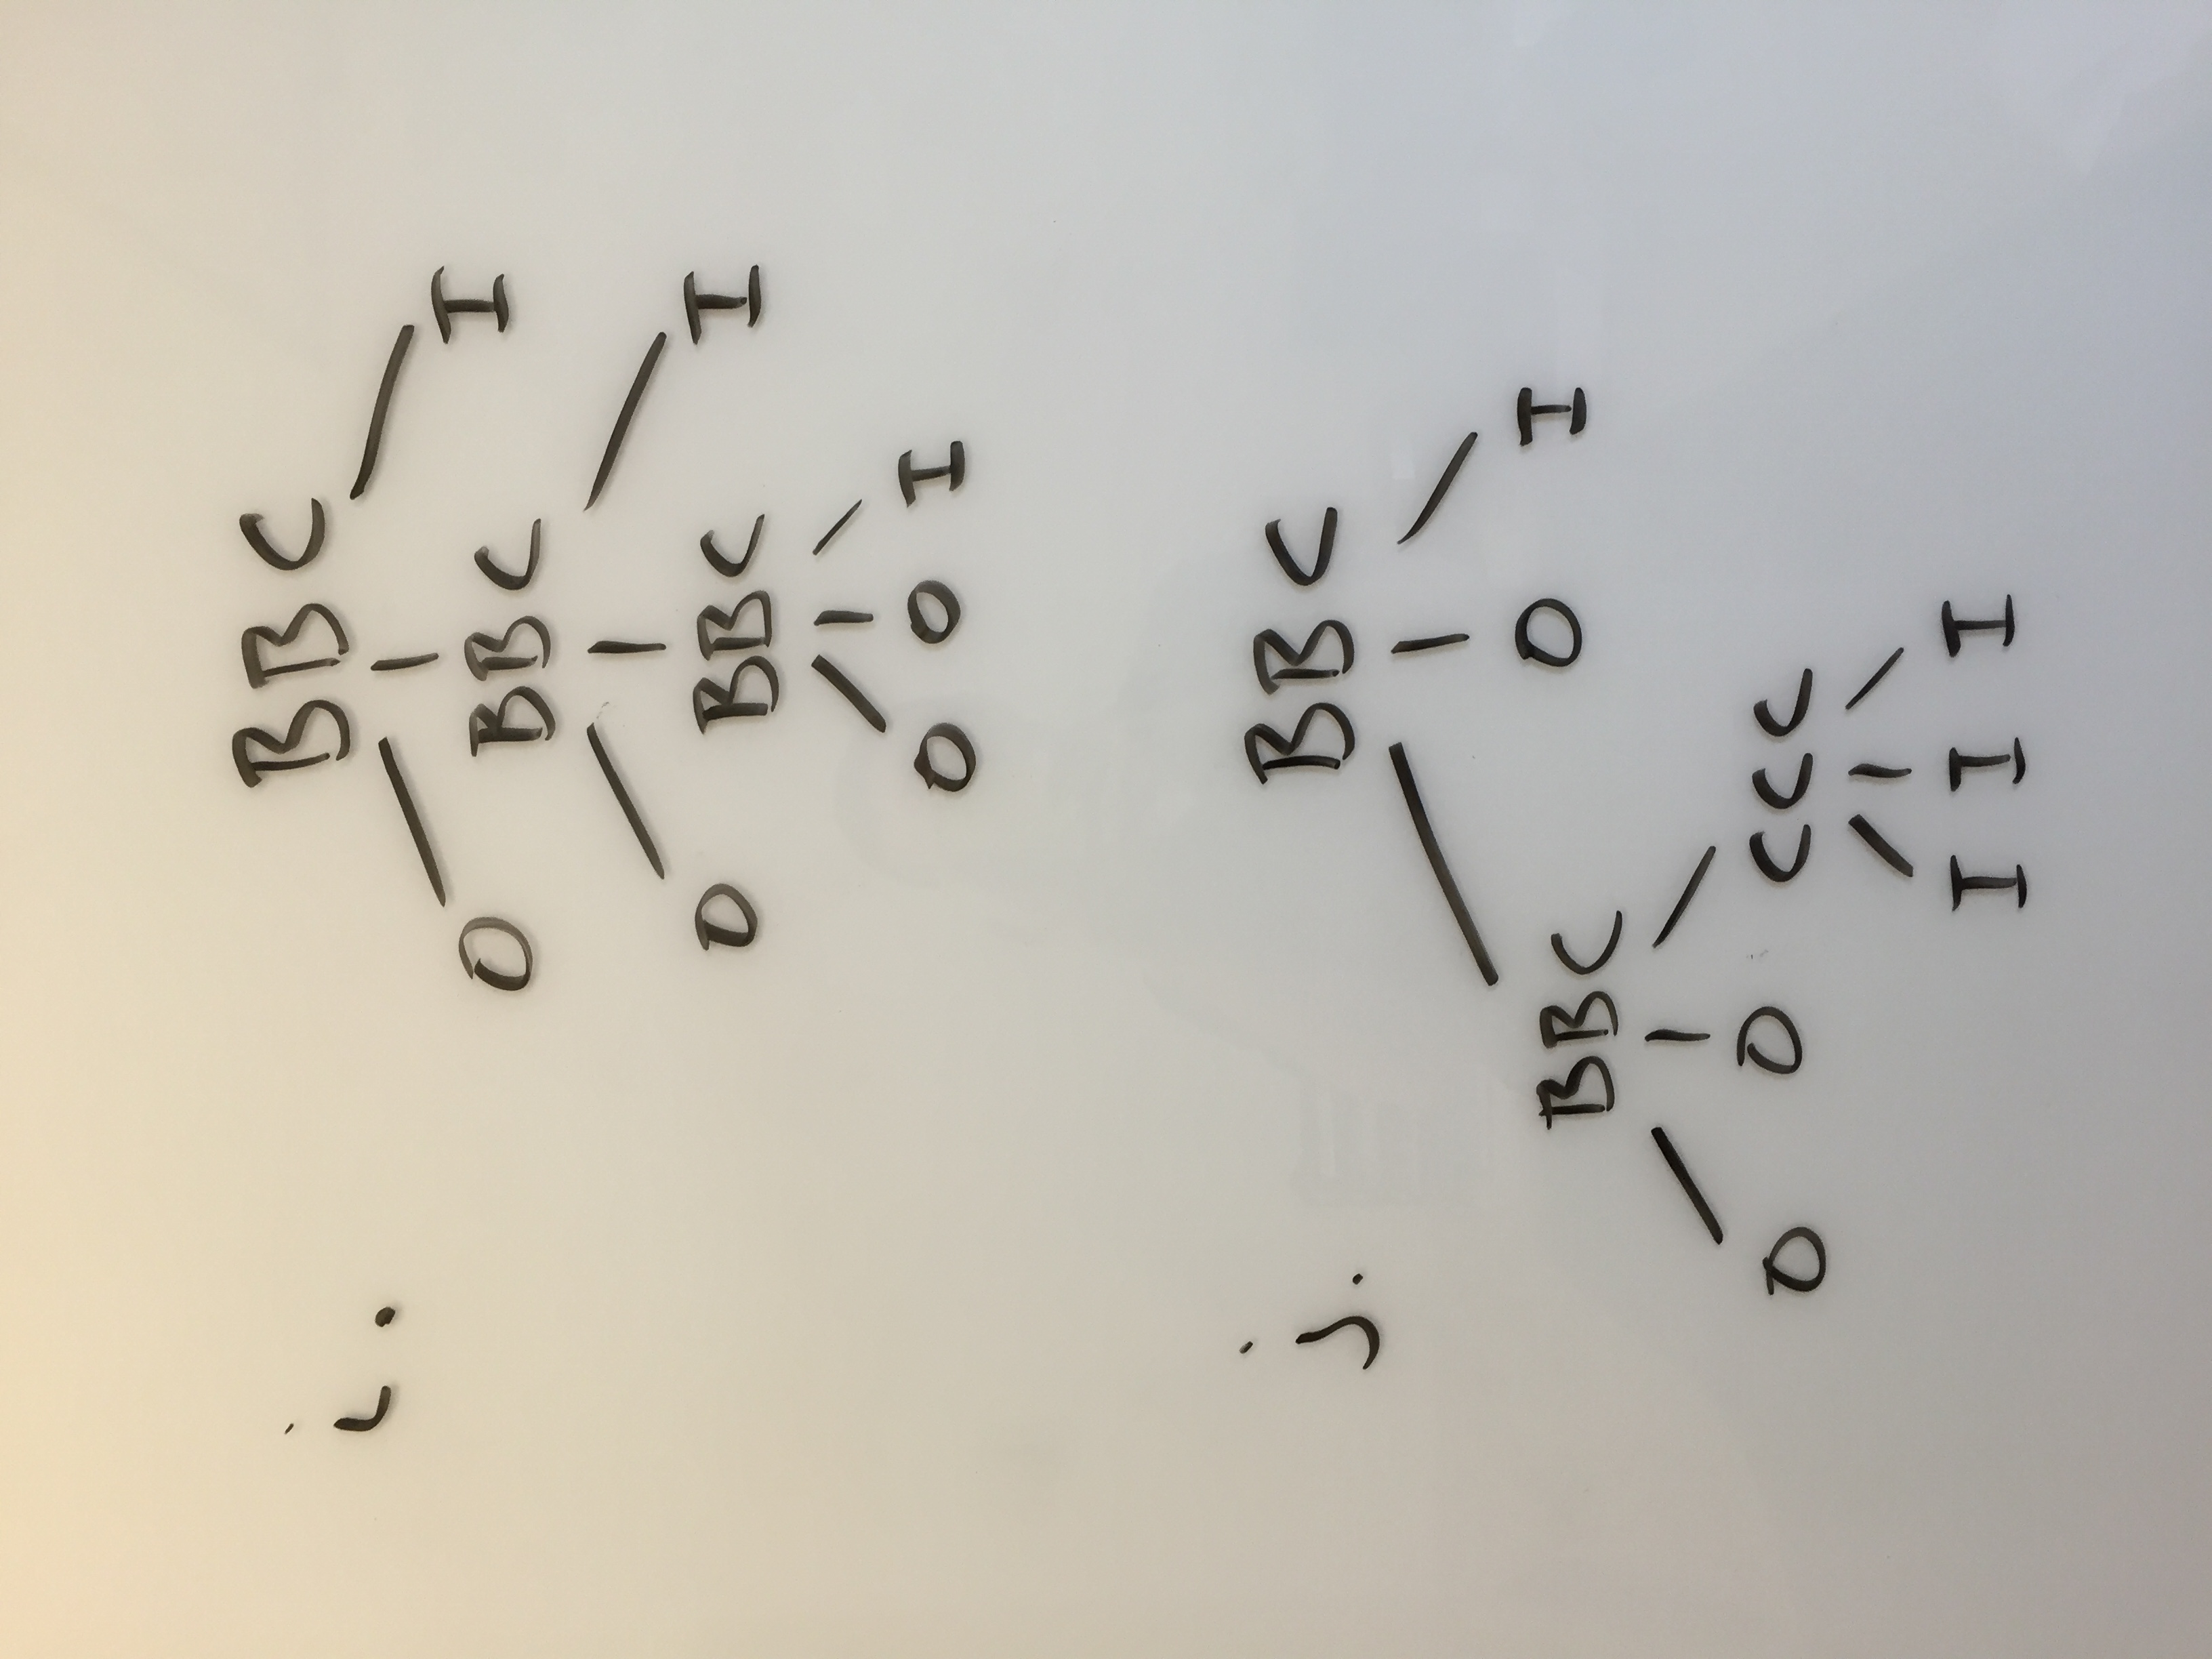 i. BBC
O BBC I
O BBC I
O O I
j. BBC
BBC O I
O O CCC
I I I